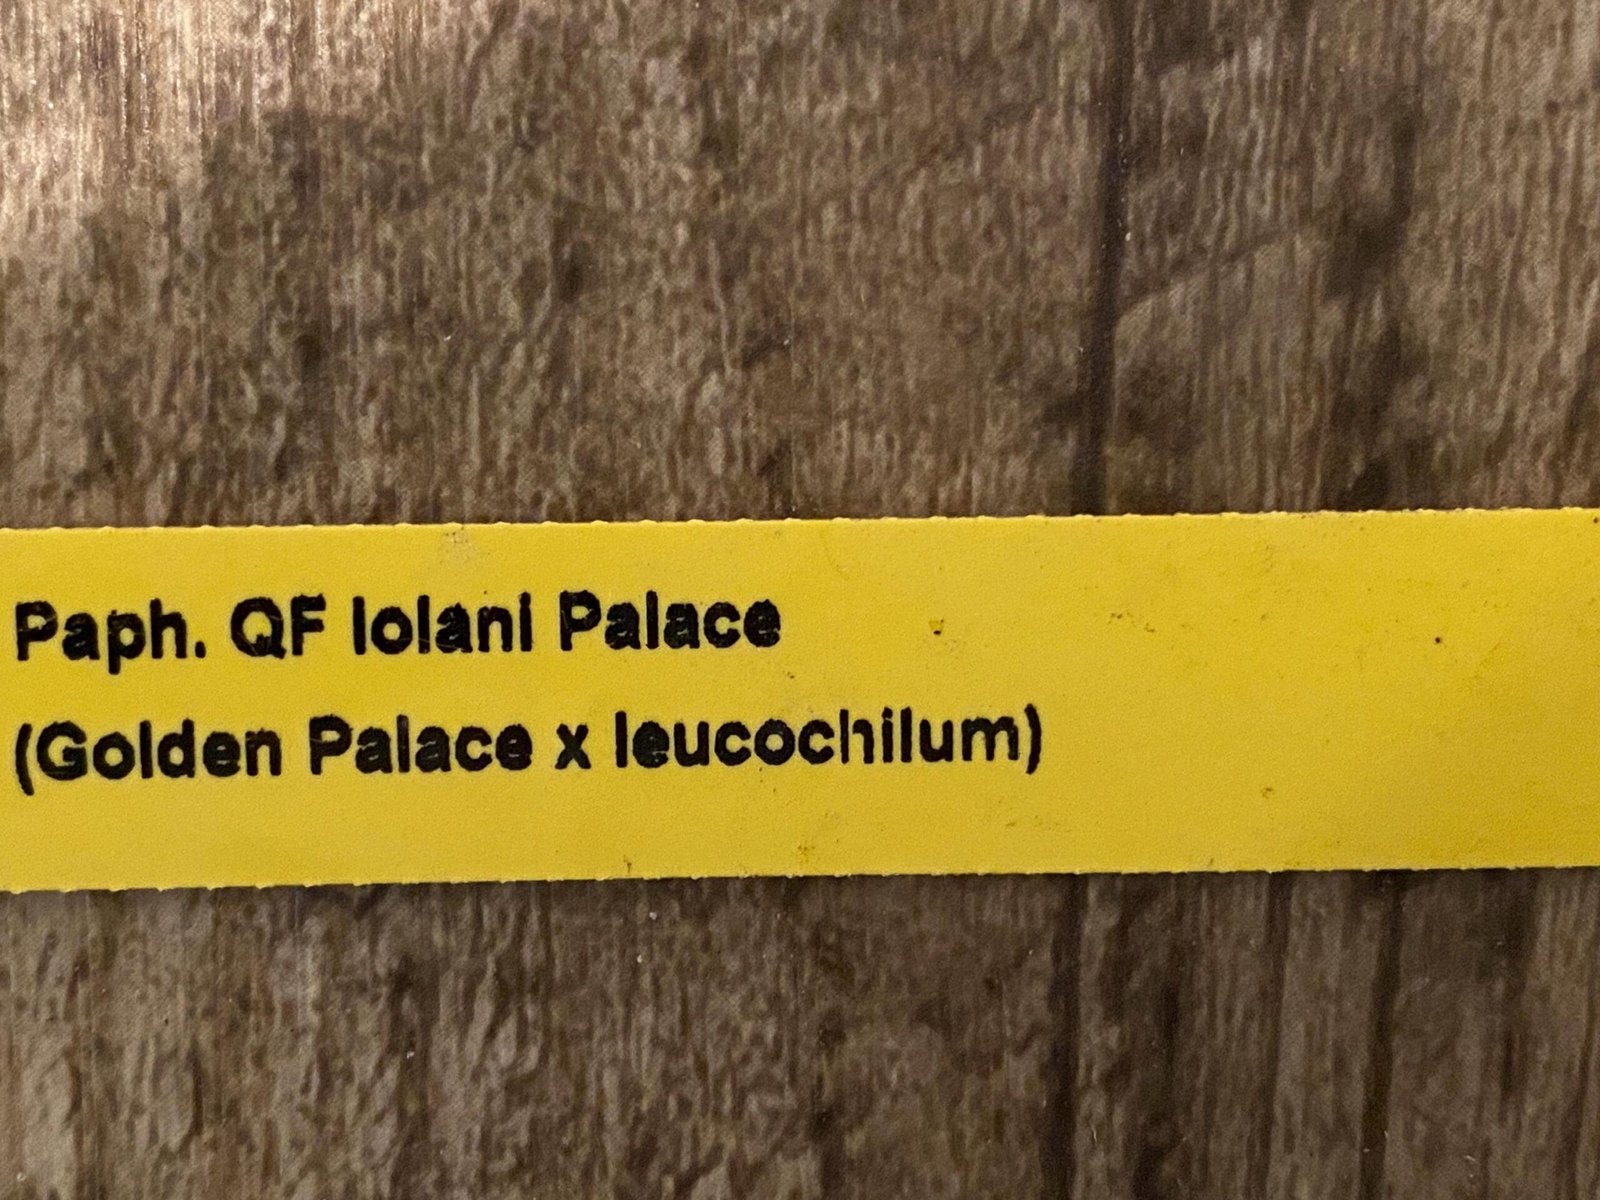 Paph. QF Iolani Palace
(Golden Palace x leucochilum)